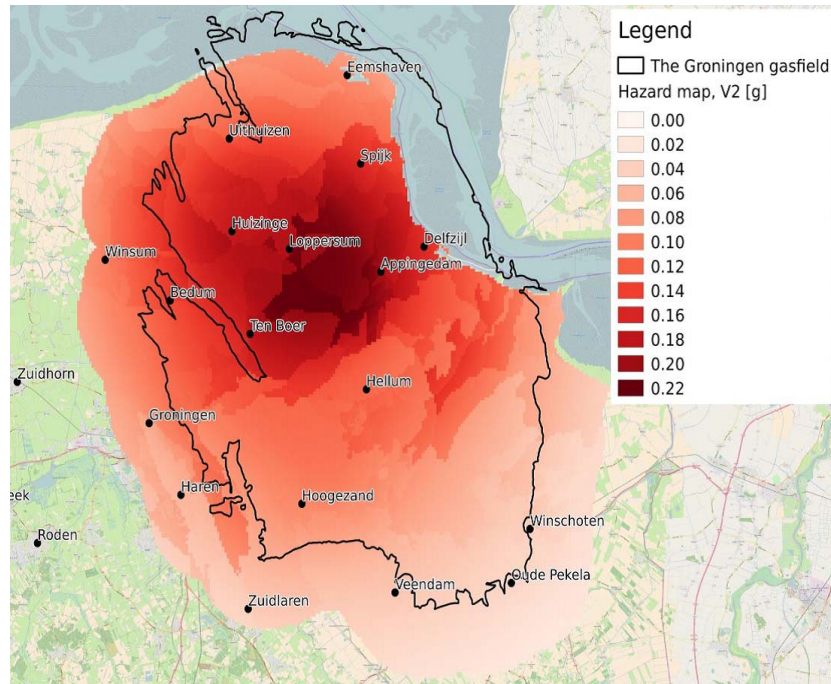 Legend
The Groningen gasfield
Hazard map, V2 [g]
0.00
0.02
0.04
0.06
0.08
0.10
0.12
0.14
0.16
0.18
0.20
0.22
Eemshaven
Uithuizen
Spijk
Huizinge
Loppersum
Delfzijl
Winsum
Appingedam
Bedum
Ten Boer
Zuidhorn
Hellum
Groningen
Haren
eek
Hoogezand
Winschoten
Roden
Veendam
Oude Pekela
Zuidlaren